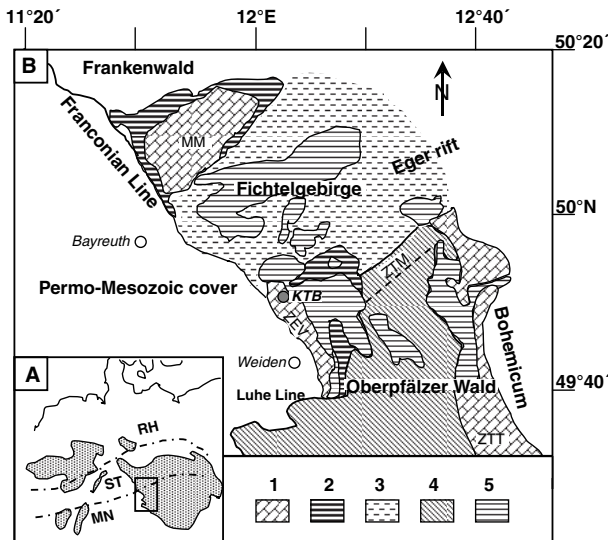 11°20´
12°E
12°40´
50°20´
B
Frankenwald
N
MM
Franconian Line
Eger rift
Fichtelgebirge
50°N
Bayreuth
ZTM
Permo-Mesozoic cover
KTB
ZEV
Bohemicum
Weiden
A
Luhe Line
Oberpfälzer Wald
49°40´
RH
ST
MN
ZTT
1 2 3 4 5